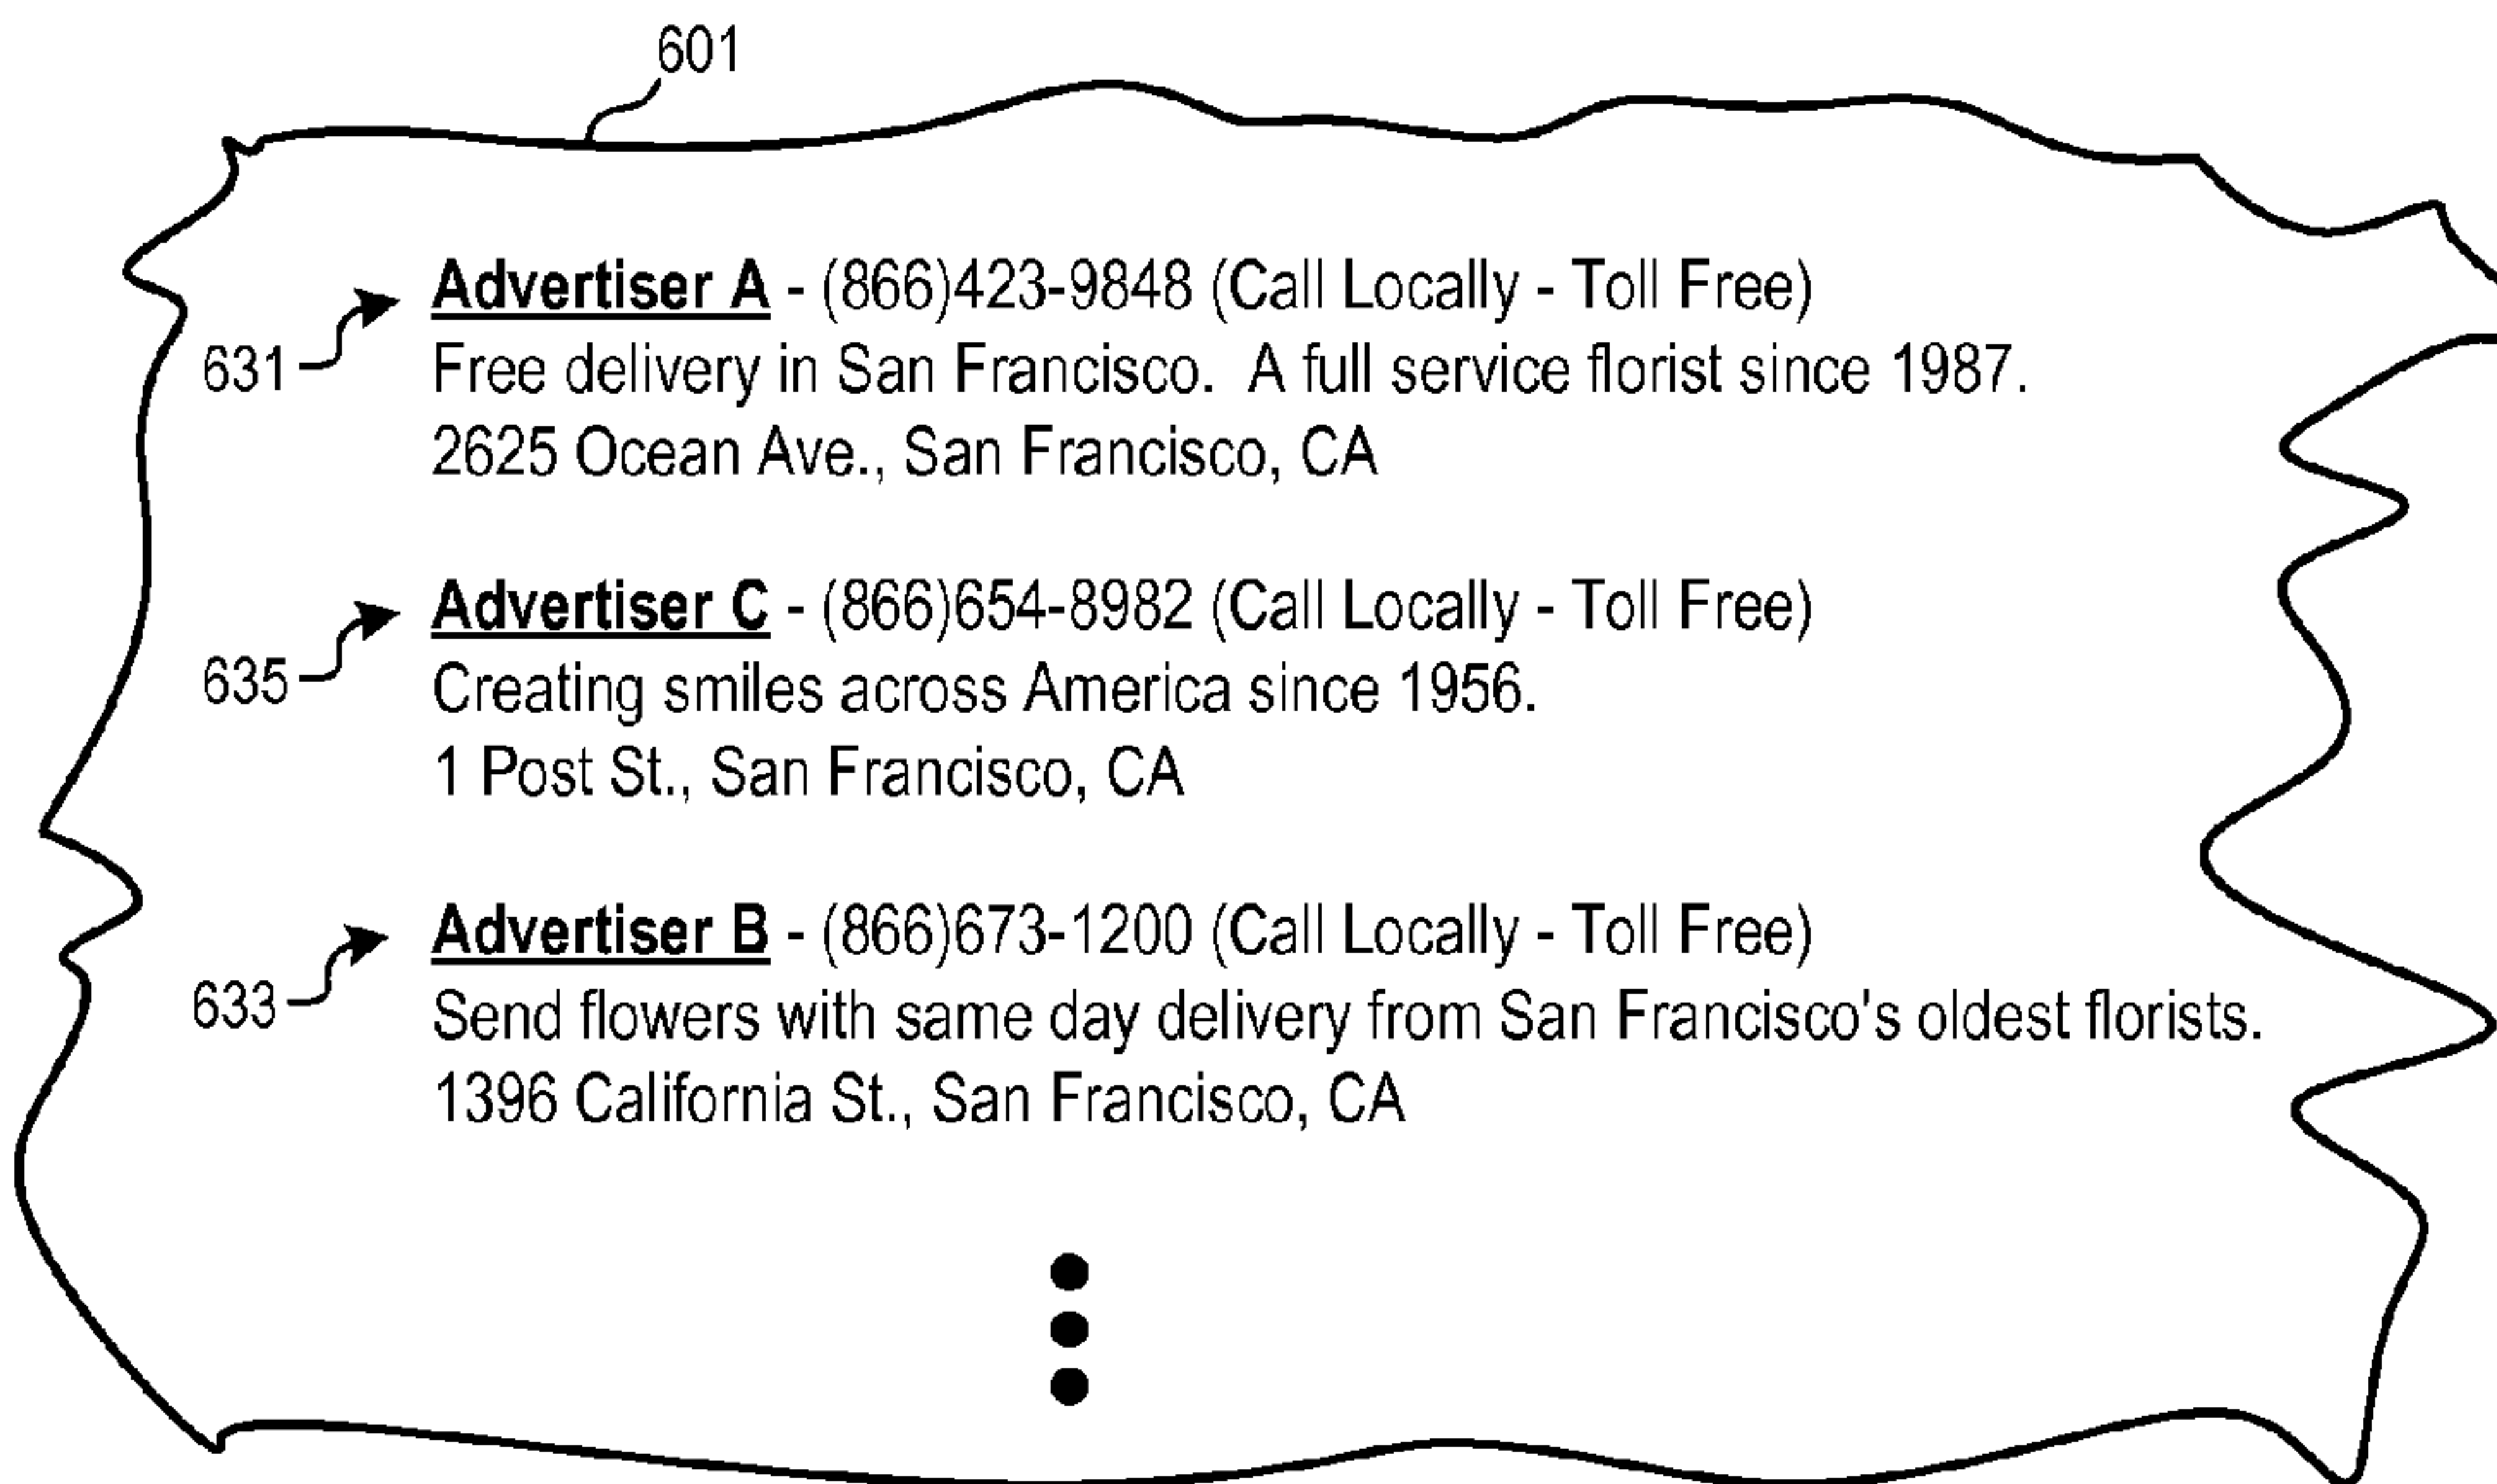 601
Advertiser A - (866)423-9848 (Call Locally - Toll Free)
631
Free delivery in San Francisco.  A full service florist since 1987.
2625 Ocean Ave., San Francisco, CA
Advertiser C - (866)654-8982 (Call Locally - Toll Free)
635
Creating smiles across America since 1956.
1 Post St., San Francisco, CA
Advertiser B - (866)673-1200 (Call Locally - Toll Free)
633
Send flowers with same day delivery from San Francisco's oldest florists.
1396 California St., San Francisco, CA